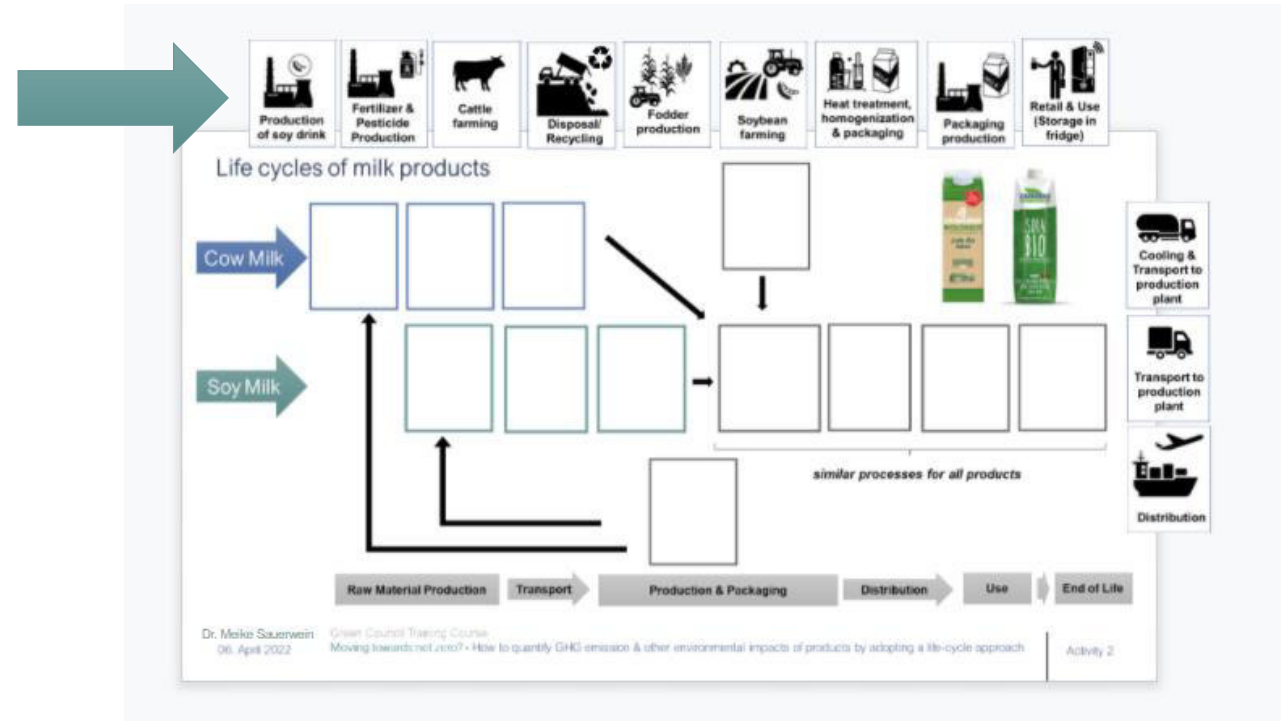 Production
of soy drink
Fertilizer &
Pesticide
Production
Cattle
farming
Disposal/
Recycling
Fodder
production
Soybean
farming
Heat treatment,
homogenization
& packaging
Packaging
production
Retail & Use
(Storage in
fridge)
Life cycles of milk products
Cow Milk
Soy Milk
SOYA
BIO
Cooling &
Transport to
production
plant
Transport to
production
plant
Distribution
similar processes for all products
Raw Material Production
Transport
Production & Packaging
Distribution
Use
End of Life
Dr. Meike Sauerwein
06. April 2022
Green Council Training Course
Moving towards net zero? - How to quantify GHG emission & other environmental impacts of products by adopting a life-cycle approach
Activity 2